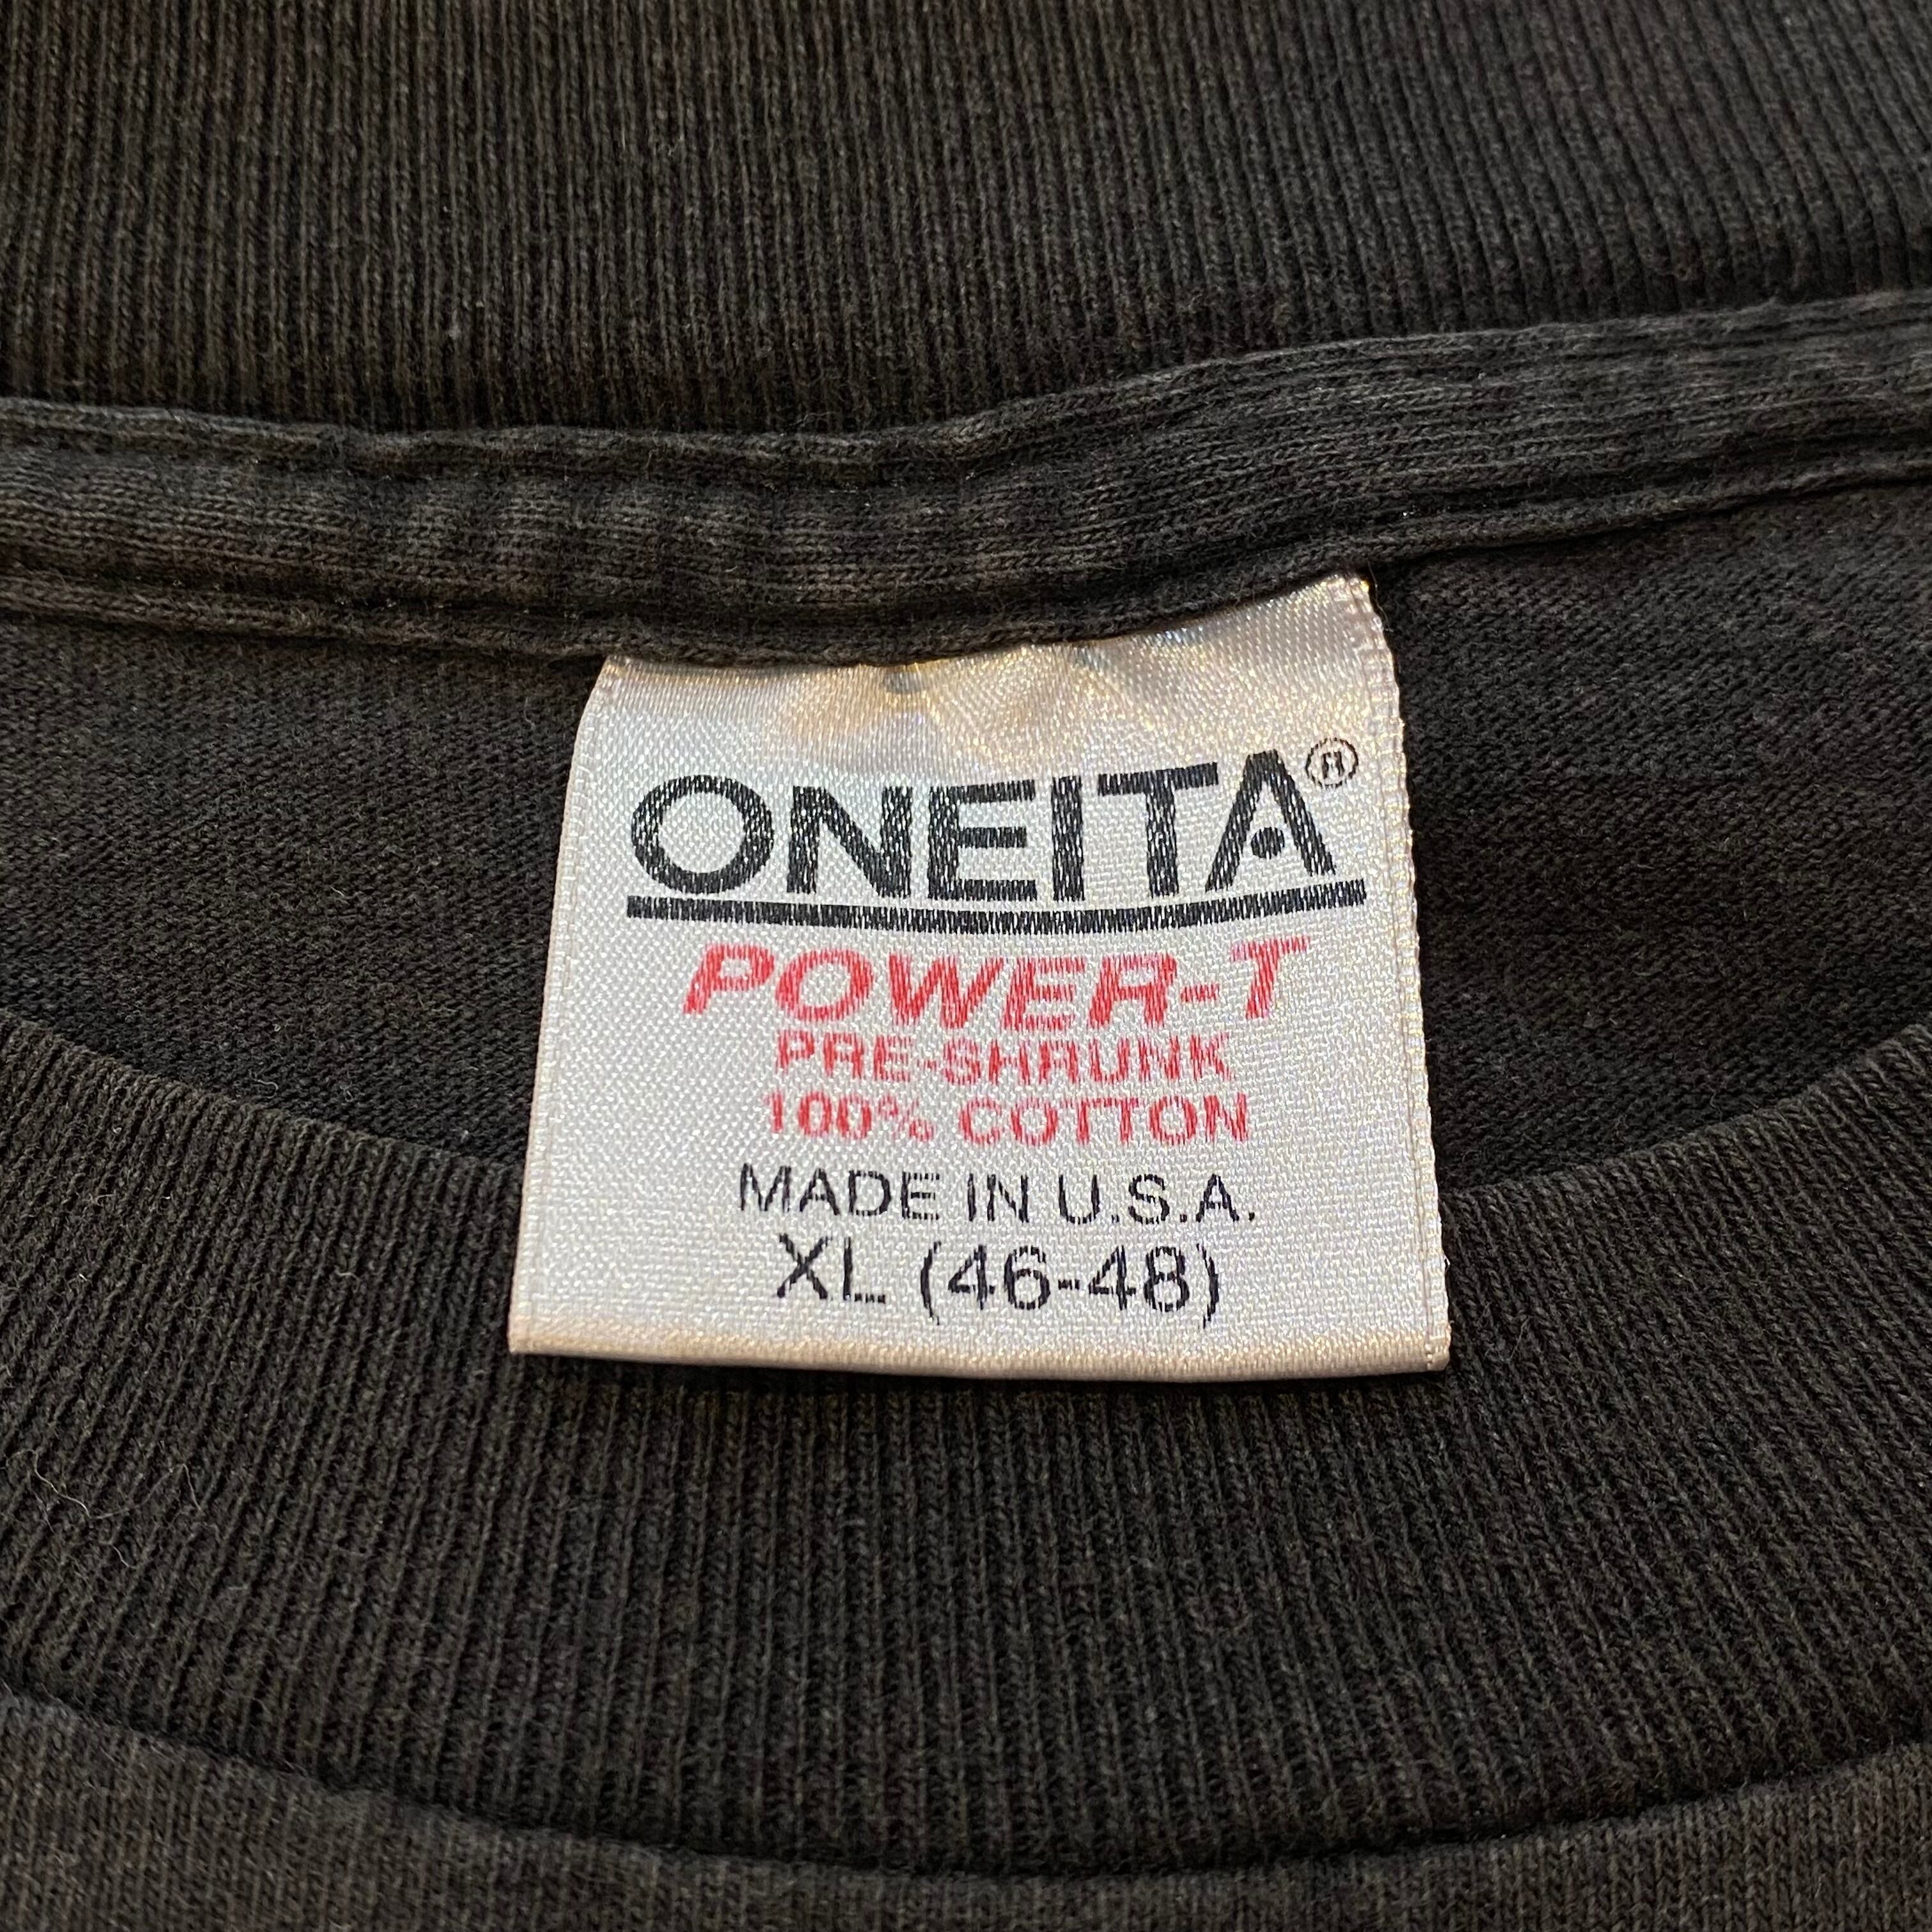 ONEITA®
POWER-T
PRE-SHRUNK
100% COTTON
MADE IN U.S.A.
XL (46-48)